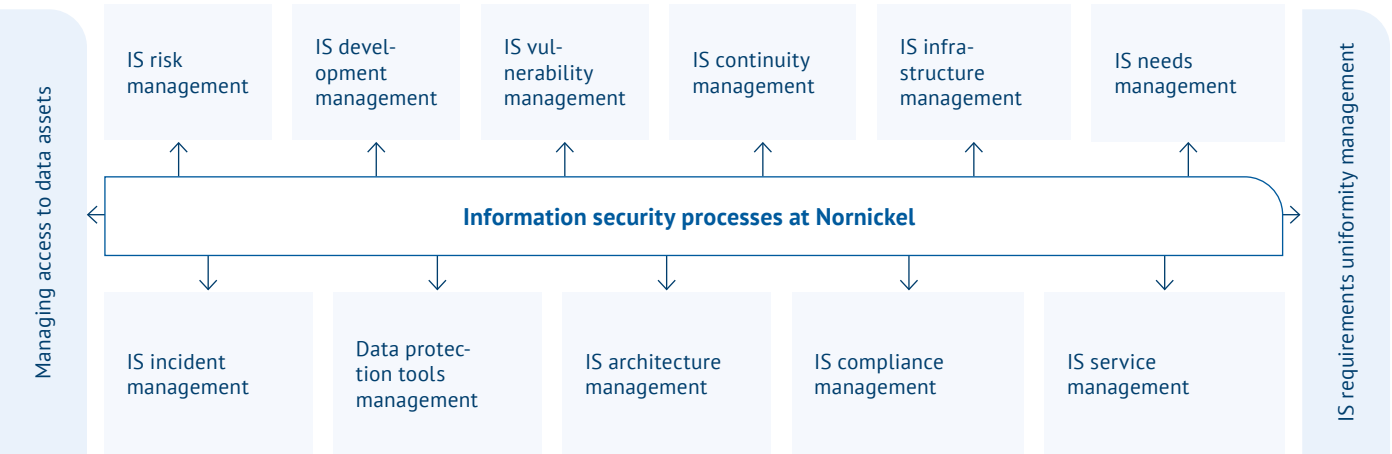 Managing access to data assets
IS risk
management
IS devel-
opment
management
IS vul-
nerability
management
IS continuity
management
IS infra-
structure
management
IS needs
management
IS requirements uniformity management
Information security processes at Nornickel
IS incident
management
Data protec-
tion tools
management
IS architecture
management
IS compliance
management
IS service
management